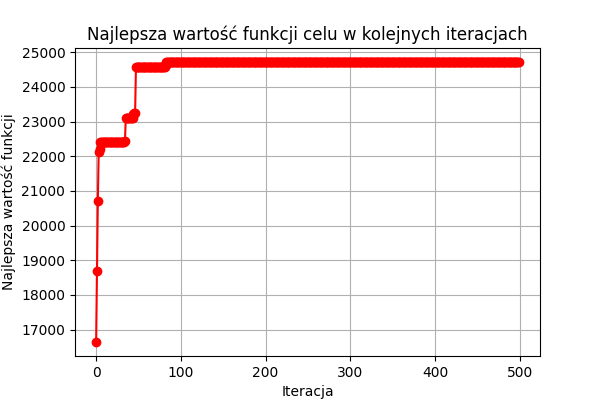 Najlepsza wartość funkcji celu w kolejnych iteracjach
25000
24000
23000
22000
21000
20000
19000
18000
17000
Najlepsza wartość funkcji
0 100 200 300 400 500
Iteracja